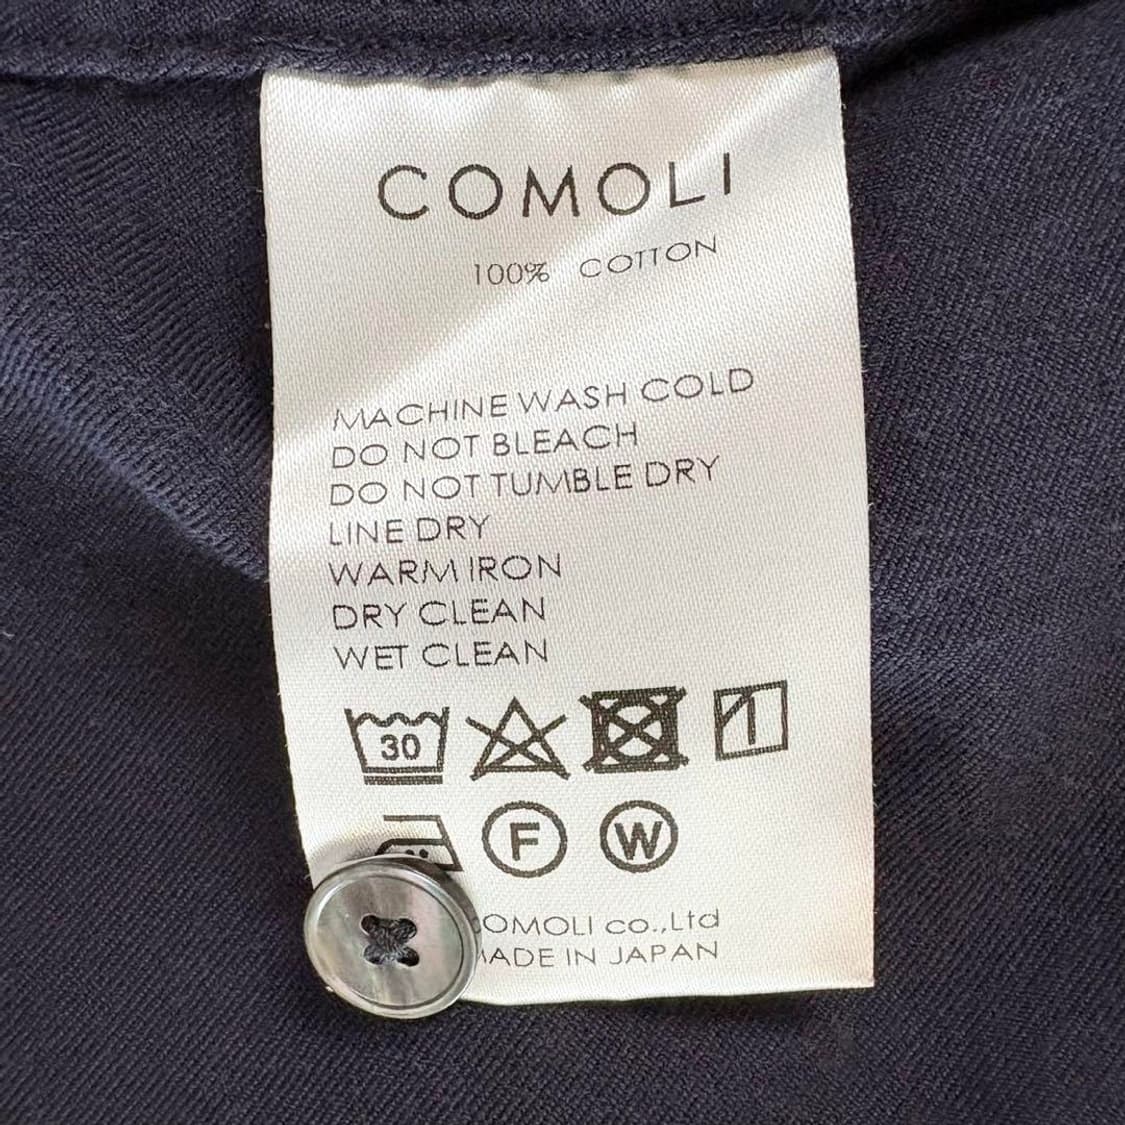 COMOLI
100% COTTON
MACHINE WASH COLD
DO NOT BLEACH
DO NOT TUMBLE DRY
LINE DRY
WARM IRON
DRY CLEAN
WET CLEAN
30
F W
OMOLI co.,Ltd
ADE IN JAPAN